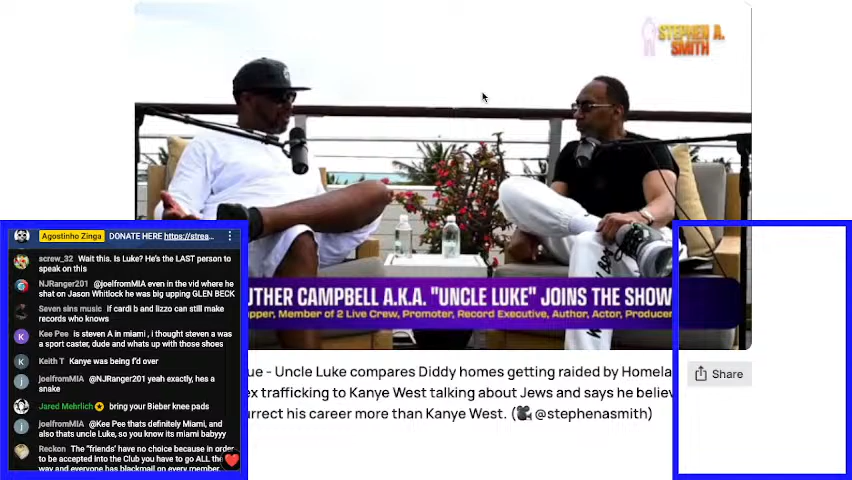 STEPHEN A.
SMITH
Agostinho Zinga DONATE HERE https://strea...
screw_32 Wait this. Is Luke? He's the LAST person to
speak on this
NJRanger201 @joelfromMIA even in the vid where he
shat on Jason Whitlock he was big upping GLEN BECK
Seven sins music if cardi b and lizzo can still make
records who knows
Kee Pee is steven A in miami , i thought steven a was
a sport caster, dude and whats up with those shoes
Keith T Kanye was being f'd over
joelfromMIA @NJRanger201 yeah exactly, hes a
snake
Jared Mehrlich bring your Bieber knee pads
joelfromMIA @Kee Pee thats definitely Miami, and
also thats uncle Luke, so you know its miami babyyy
Reckon The "friends' have no choice because in order
to be accepted into the Club you have to go ALL the
way and everyone has blackmail on every member.
UTHER CAMPBELL A.K.A. "UNCLE LUKE" JOINS THE SHOW
apper, Member of 2 Live Crew, Promoter, Record Executive, Author, Actor, Producer
ue - Uncle Luke compares Diddy homes getting raided by Homela
ex trafficking to Kanye West talking about Jews and says he believ
urrect his career more than Kanye West. (🎥 @stephenasmith)
Share